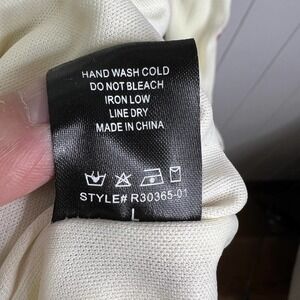 HAND WASH COLD
DO NOT BLEACH
IRON LOW
LINE DRY
MADE IN CHINA
STYLE# R30365-01
L